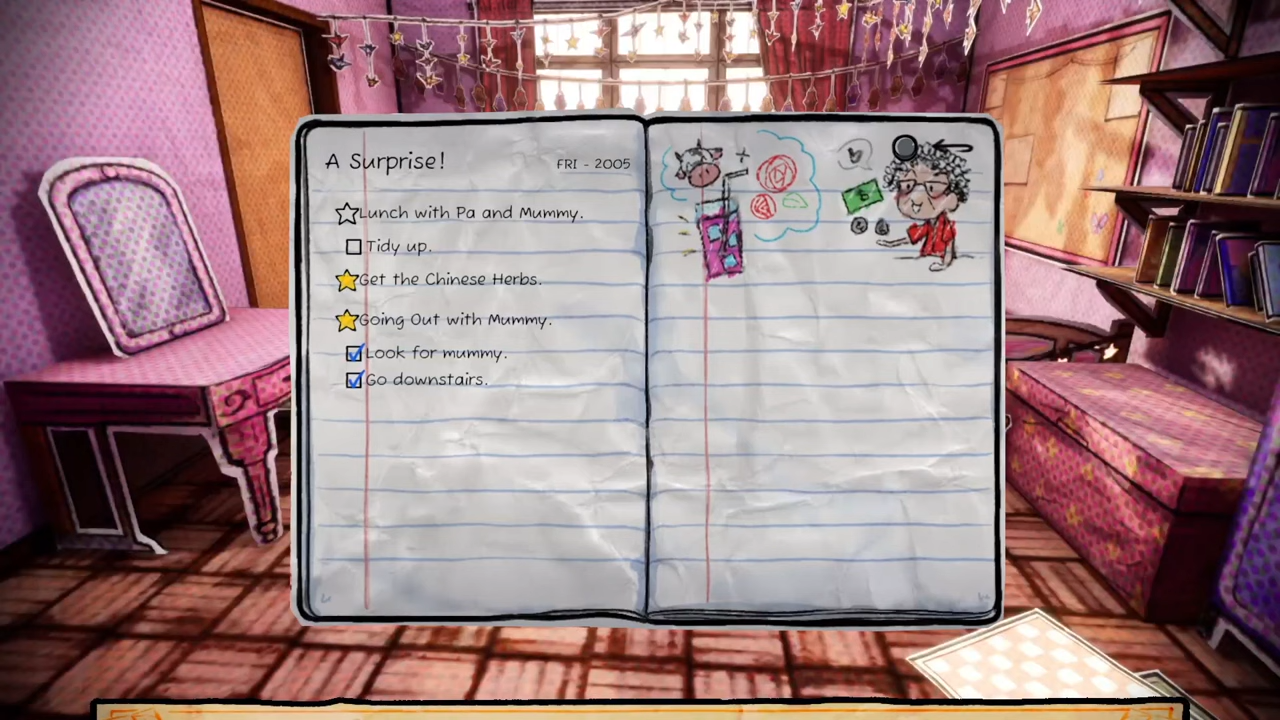 A Surprise!
FRI - 2005
Lunch with Pa and Mummy.
Tidy up.
Get the Chinese Herbs.
Going Out with Mummy.
Look for mummy.
Go downstairs.